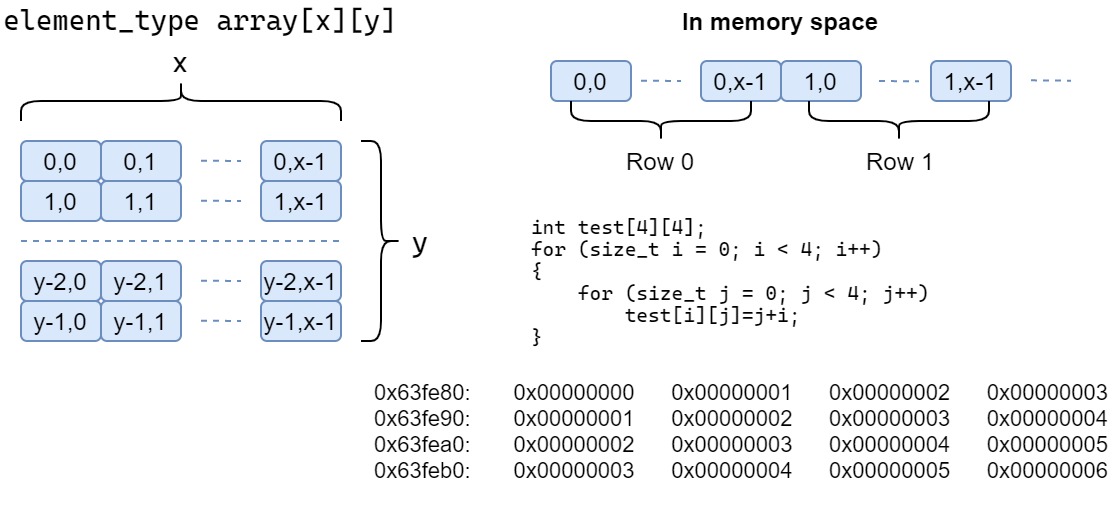 element_type array[x][y]
x
0,0 0,1 0,x-1
1,0 1,1 1,x-1
y-2,0 y-2,1 y-2,x-1
y-1,0 y-1,1 y-1,x-1
y
In memory space
0,0 0,x-1 1,0 1,x-1
Row 0 Row 1
int test[4][4];
for (size_t i = 0; i < 4; i++)
{
    for (size_t j = 0; j < 4; j++)
        test[i][j]=j+i;
}
0x63fe80: 0x00000000 0x00000001 0x00000002 0x00000003
0x63fe90: 0x00000001 0x00000002 0x00000003 0x00000004
0x63fea0: 0x00000002 0x00000003 0x00000004 0x00000005
0x63feb0: 0x00000003 0x00000004 0x00000005 0x00000006